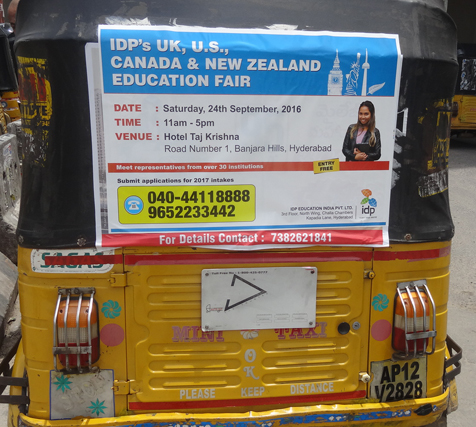 IDP's UK, U.S.,
CANADA & NEW ZEALAND
EDUCATION FAIR
DATE : Saturday, 24th September, 2016
TIME : 11am - 5pm
VENUE : Hotel Taj Krishna
Road Number 1, Banjara Hills, Hyderabad
Meet representatives from over 30 institutions
ENTRY
FREE
Submit applications for 2017 intakes
040-44118888
9652233442
IDP EDUCATION INDIA PVT. LTD.
idp
For Details Contact : 7382621841
SAGAS
MINI TAXI
OK
PLEASE KEEP DISTANCE
AP12
V2828